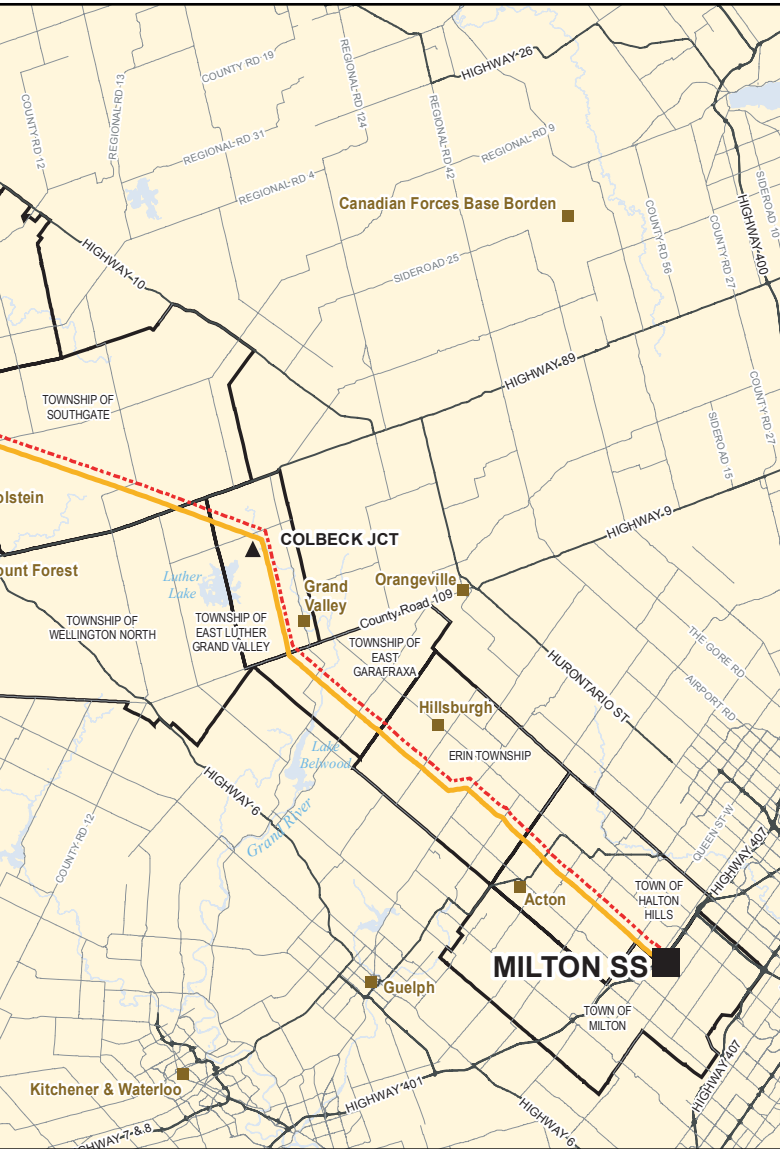 COUNTY RD 19
REGIONAL RD 124
HIGHWAY 26
REGIONAL RD 13
COUNTY RD 12
REGIONAL RD 31
REGIONAL RD 42
REGIONAL RD 9
REGIONAL RD 4
SIDEROAD 10
Canadian Forces Base Borden
COUNTY RD 56
COUNTY RD 27
HIGHWAY 400
HIGHWAY 10
SIDEROAD 25
HIGHWAY 89
TOWNSHIP OF
SOUTHGATE
COUNTY RD 27
SIDEROAD 15
olstein
HIGHWAY 9
COLBECK JCT
ount Forest
Luther
Lake
Grand
Valley
Orangeville
County Road 109
TOWNSHIP OF
WELLINGTON NORTH
TOWNSHIP OF
EAST LUTHER
GRAND VALLEY
TOWNSHIP OF
EAST
GARAFRAXA
THE GORE RD
HURONTARIO ST
AIRPORT RD
Hillsburgh
Lake
Belwood
ERIN TOWNSHIP
HIGHWAY 6
Grand River
COUNTY RD 12
QUEEN ST W
HIGHWAY 407
TOWN OF
HALTON
HILLS
Acton
MILTON SS
Guelph
TOWN OF
MILTON
HIGHWAY 407
Kitchener & Waterloo
HIGHWAY 401
HIGHWAY 6
GHWAY 7 & 8